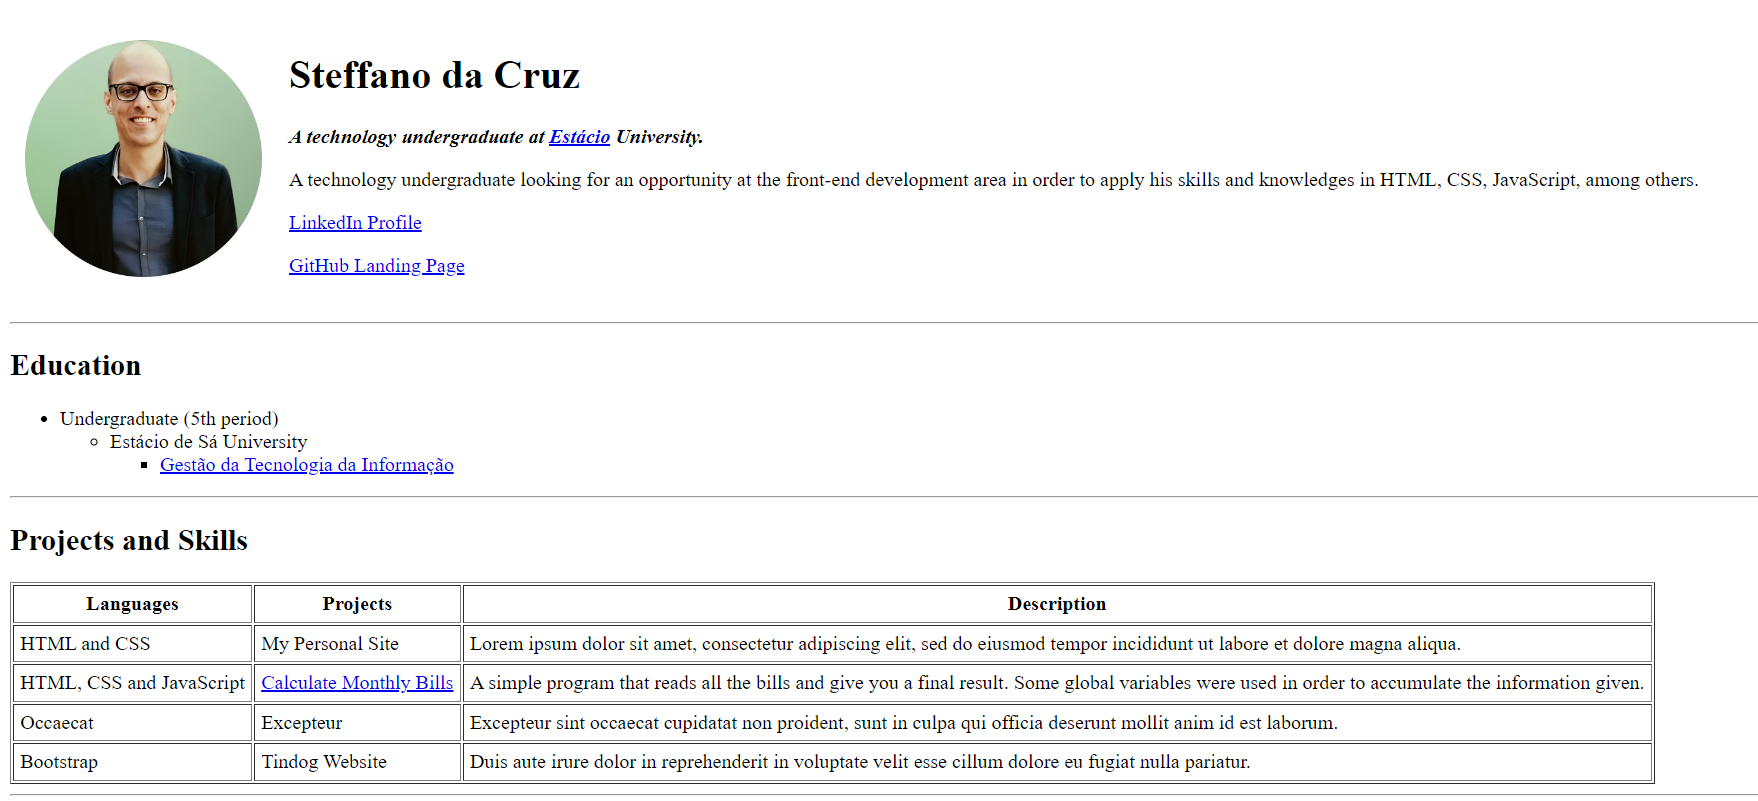 Steffano da Cruz
A technology undergraduate at Estácio University.
A technology undergraduate looking for an opportunity at the front-end development area in order to apply his skills and knowledges in HTML, CSS, JavaScript, among others.
LinkedIn Profile
GitHub Landing Page
Education
Undergraduate (5th period)
Estácio de Sá University
Gestão da Tecnologia da Informação
Projects and Skills
Languages Projects Description
HTML and CSS My Personal Site Lorem ipsum dolor sit amet, consectetur adipiscing elit, sed do eiusmod tempor incididunt ut labore et dolore magna aliqua.
HTML, CSS and JavaScript Calculate Monthly Bills A simple program that reads all the bills and give you a final result. Some global variables were used in order to accumulate the information given.
Occaecat Excepteur Excepteur sint occaecat cupidatat non proident, sunt in culpa qui officia deserunt mollit anim id est laborum.
Bootstrap Tindog Website Duis aute irure dolor in reprehenderit in voluptate velit esse cillum dolore eu fugiat nulla pariatur.